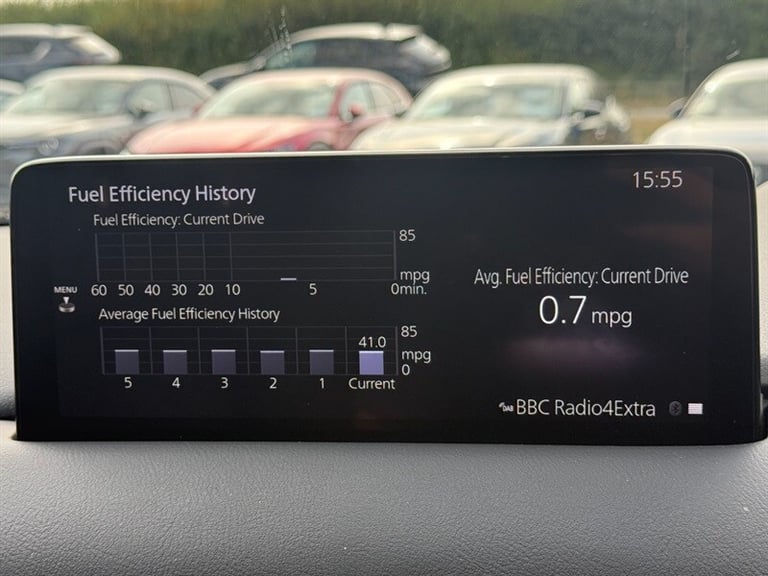 15:55
Fuel Efficiency History
Fuel Efficiency: Current Drive
85
mpg
60 50 40 30 20 10 5 0min.
MENU
Average Fuel Efficiency History
85
41.0
mpg
0
5 4 3 2 1 Current
Avg. Fuel Efficiency: Current Drive
0.7 mpg
DAB BBC Radio4Extra